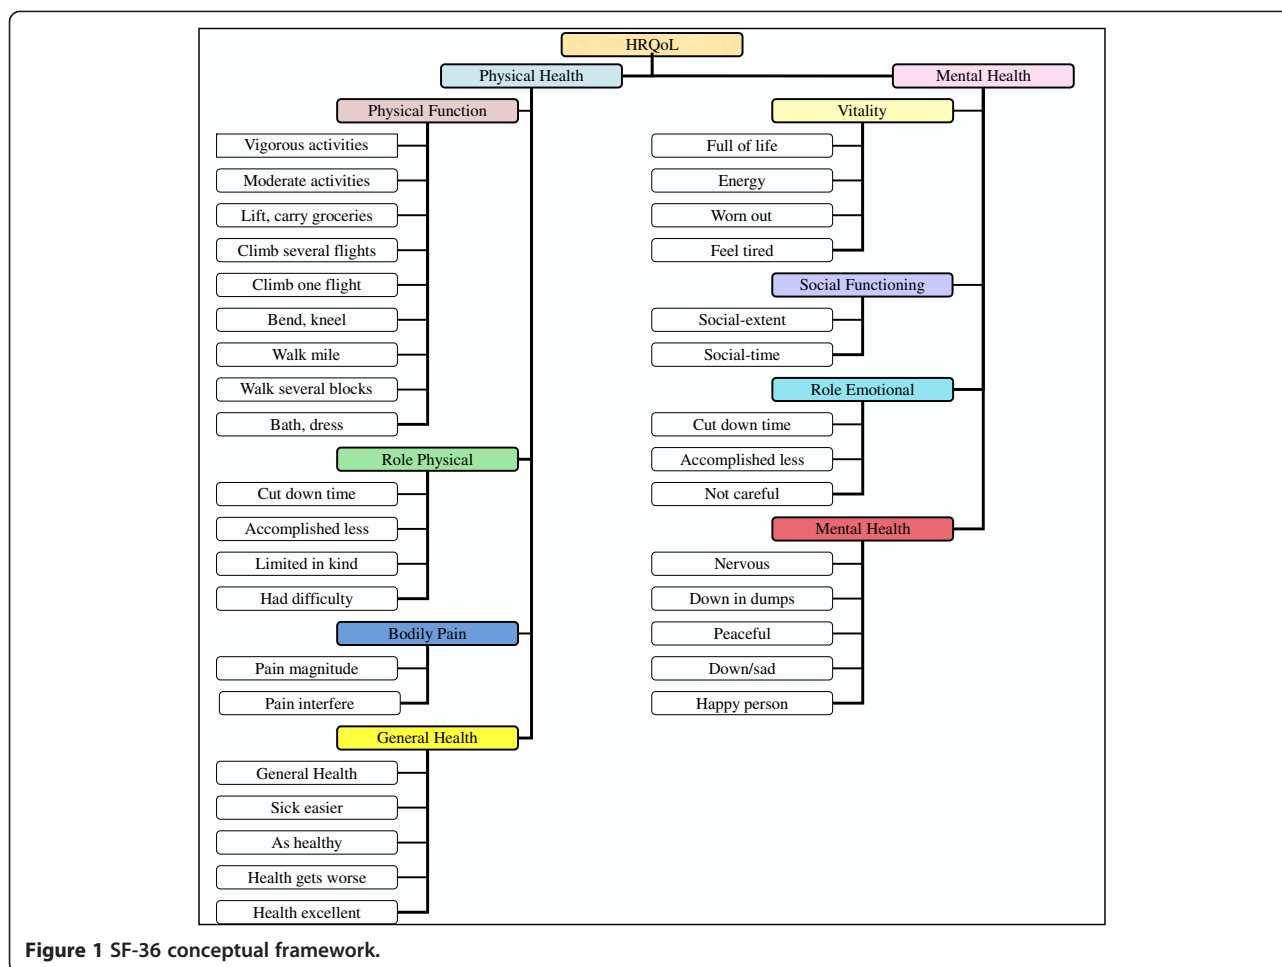 HRQoL
Physical Health
Mental Health
Physical Function
Vigorous activities
Moderate activities
Lift, carry groceries
Climb several flights
Climb one flight
Bend, kneel
Walk mile
Walk several blocks
Bath, dress
Role Physical
Cut down time
Accomplished less
Limited in kind
Had difficulty
Bodily Pain
Pain magnitude
Pain interfere
General Health
General Health
Sick easier
As healthy
Health gets worse
Health excellent
Vitality
Full of life
Energy
Worn out
Feel tired
Social Functioning
Social-extent
Social-time
Role Emotional
Cut down time
Accomplished less
Not careful
Mental Health
Nervous
Down in dumps
Peaceful
Down/sad
Happy person
Figure 1 SF-36 conceptual framework.